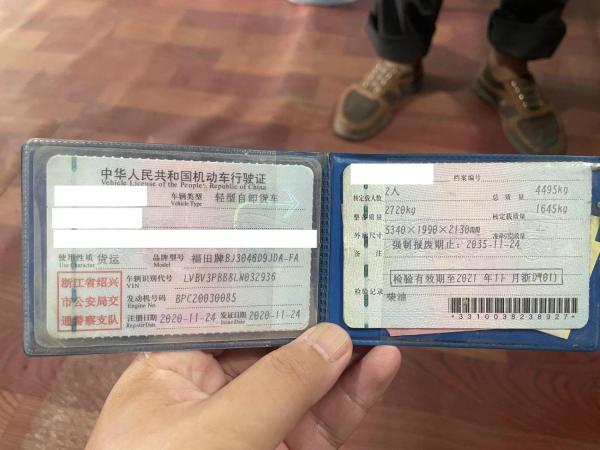 中华人民共和国机动车行驶证
Vehicle License of the People's Republic of China
车辆类型 轻型自卸货车
Vehicle Type
使用性质 货运 品牌型号 福田牌BJ3046D9JDA-FA
Use Character Model
浙江省绍兴
市公安局交
通警察支队
车辆识别代号 LVBV3PBB8LN032936
VIN
发动机号码 BPC20030085
Engine No.
注册日期 2020-11-24 发证日期 2020-11-24
Register Date Issue Date
档案编号
核定载人数 2人 总质量 4495kg
整备质量 2720kg 核定载质量 1645kg
外廓尺寸 5340×1990×2130mm 准牵引总质量
备注 强制报废期止:2035-11-24
检验记录 检验有效期至2021年11月浙D(01)
柴油
*3310038238927*